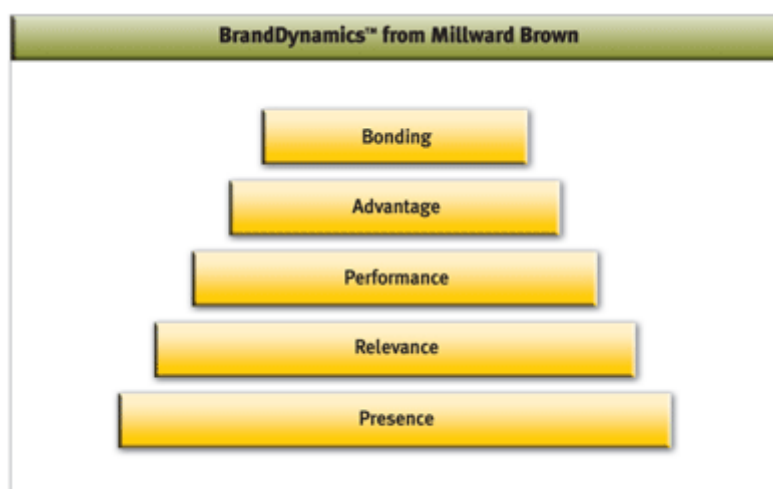 BrandDynamics™ from Millward Brown
Bonding
Advantage
Performance
Relevance
Presence